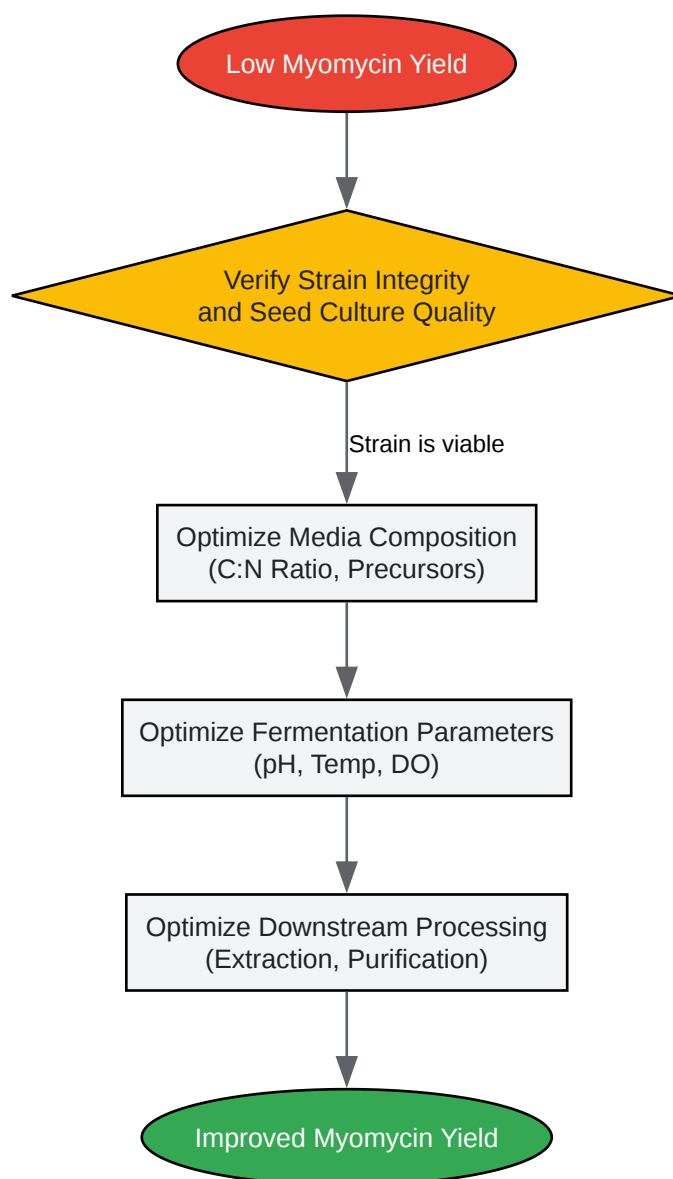 Low Myomycin Yield
Verify Strain Integrity
and Seed Culture Quality
Strain is viable
Optimize Media Composition
(C:N Ratio, Precursors)
Optimize Fermentation Parameters
(pH, Temp, DO)
Optimize Downstream Processing
(Extraction, Purification)
Improved Myomycin Yield